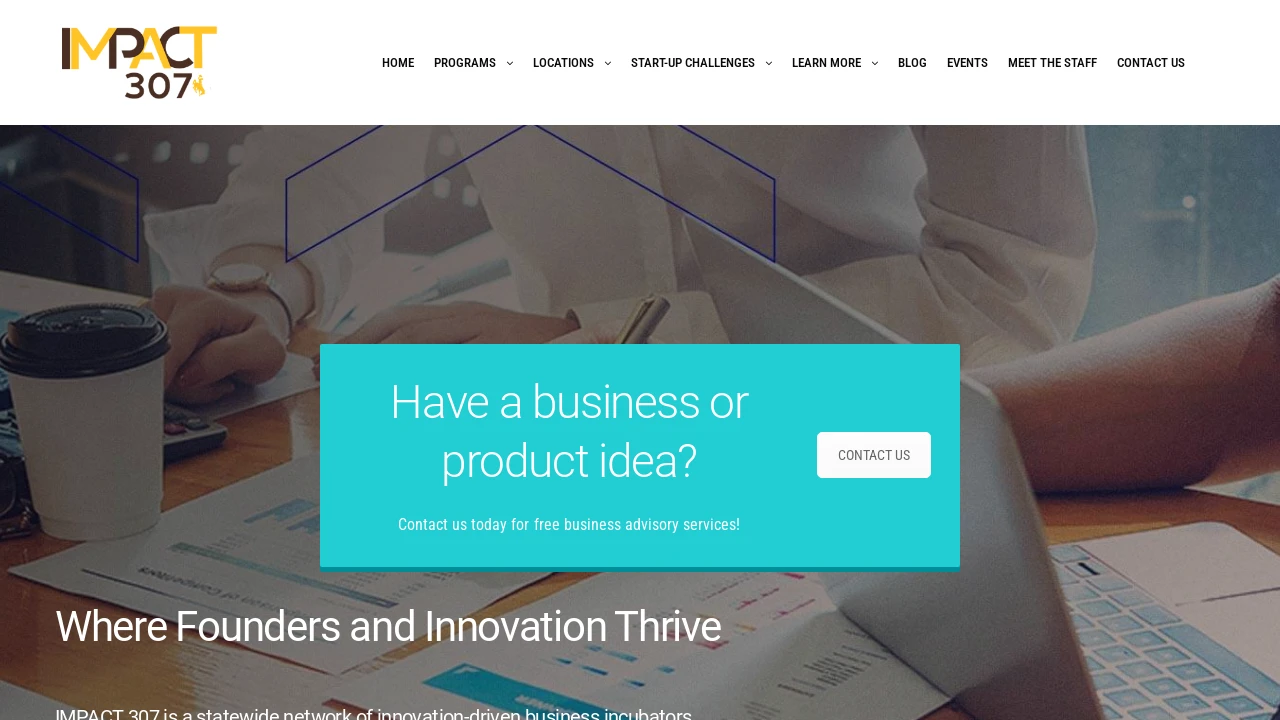 IMPACT
307
HOME PROGRAMS LOCATIONS START-UP CHALLENGES LEARN MORE BLOG EVENTS MEET THE STAFF CONTACT US
Have a business or
product idea?
CONTACT US
Contact us today for free business advisory services!
Where Founders and Innovation Thrive
IMPACT 307 is a statewide network of innovation-driven business incubators